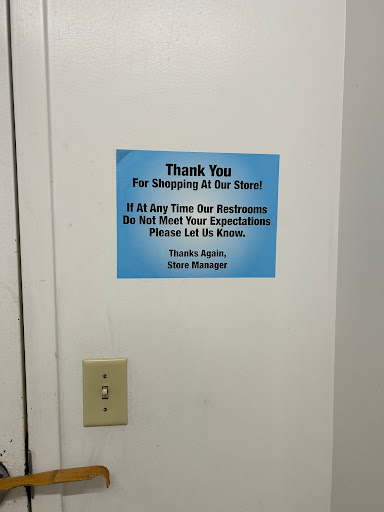 Thank You
For Shopping At Our Store!
If At Any Time Our Restrooms
Do Not Meet Your Expectations
Please Let Us Know.
Thanks Again,
Store Manager